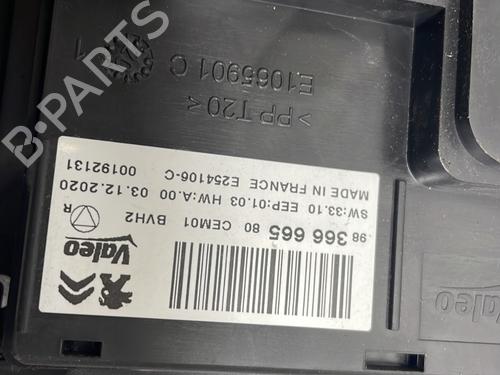 Valeo
R
98 366 665 80 CEM01 BVH2
SW:33.10 EEP:01.03 HW:A.00 03.12.2020
MADE IN FRANCE E254106-C 00192131
>PP T20<
E1065901 C
1
Valeo
B-PARTS